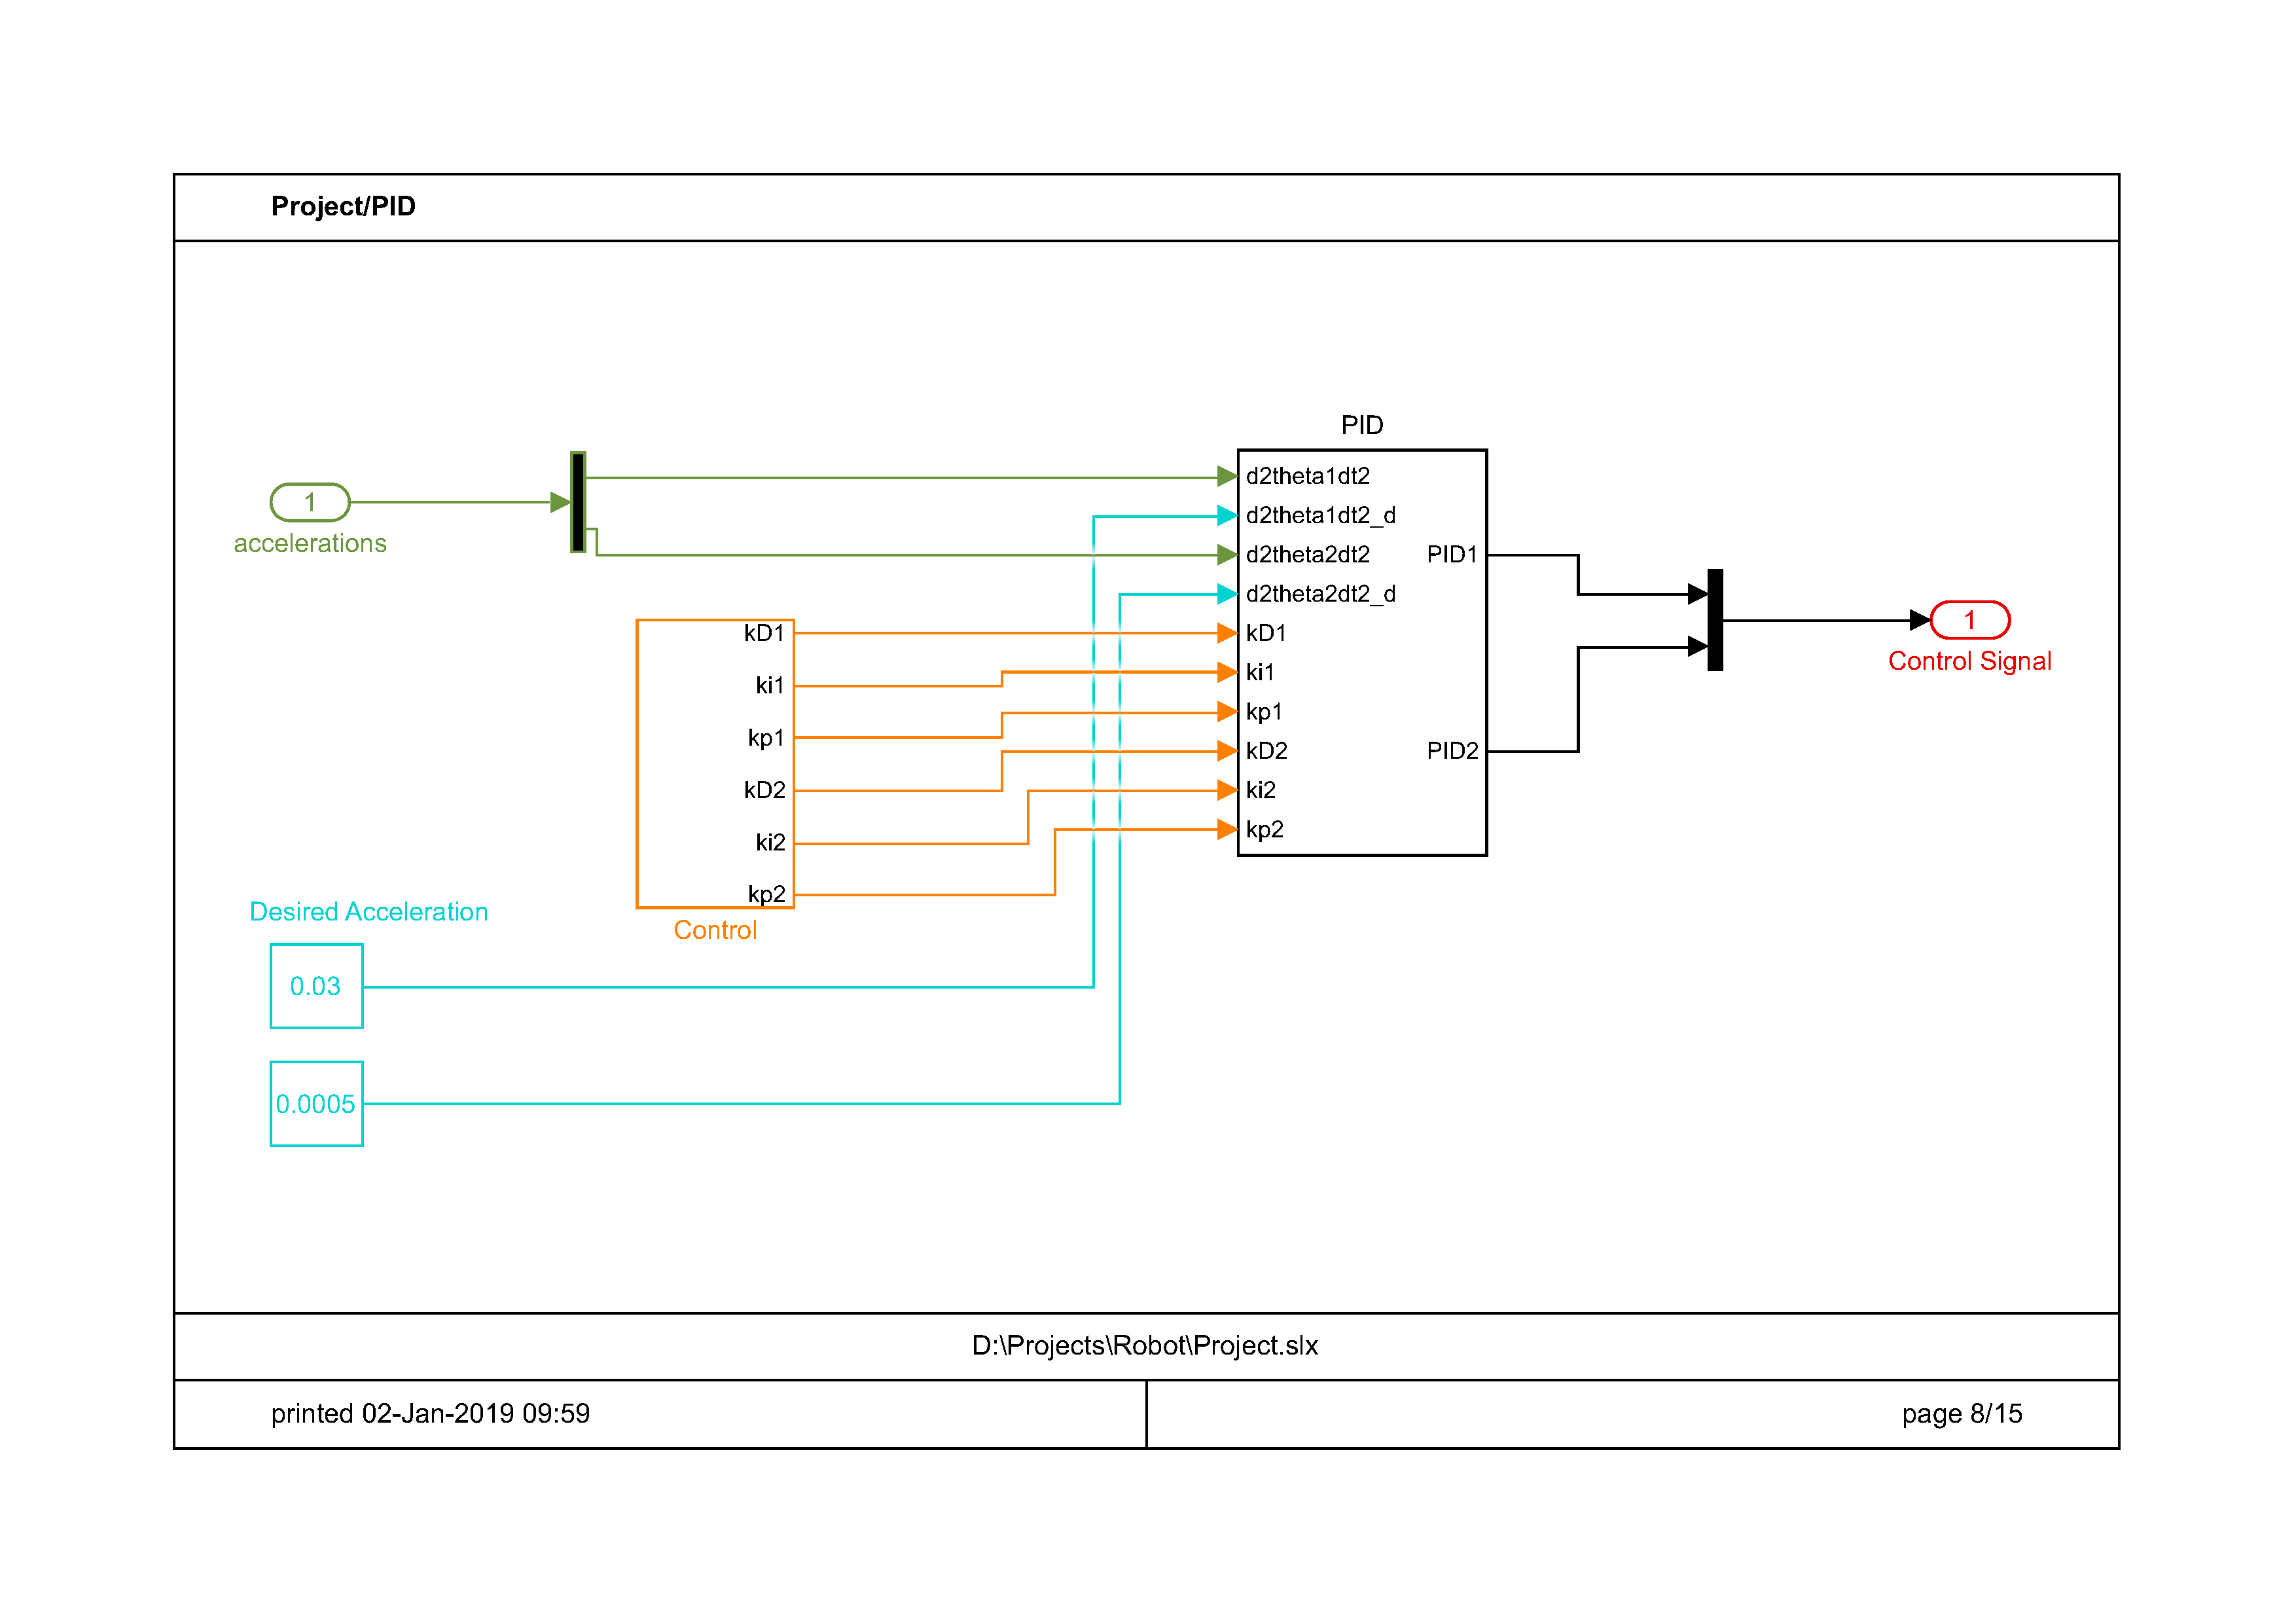 Project/PID
PID
1
accelerations
d2theta1dt2
d2theta1dt2_d
d2theta2dt2
d2theta2dt2_d
kD1
ki1
kp1
kD2
ki2
kp2
PID1
PID2
1
Control Signal
kD1
ki1
kp1
kD2
ki2
kp2
Control
Desired Acceleration
0.03
0.0005
D:\Projects\Robot\Project.slx
printed 02-Jan-2019 09:59
page 8/15